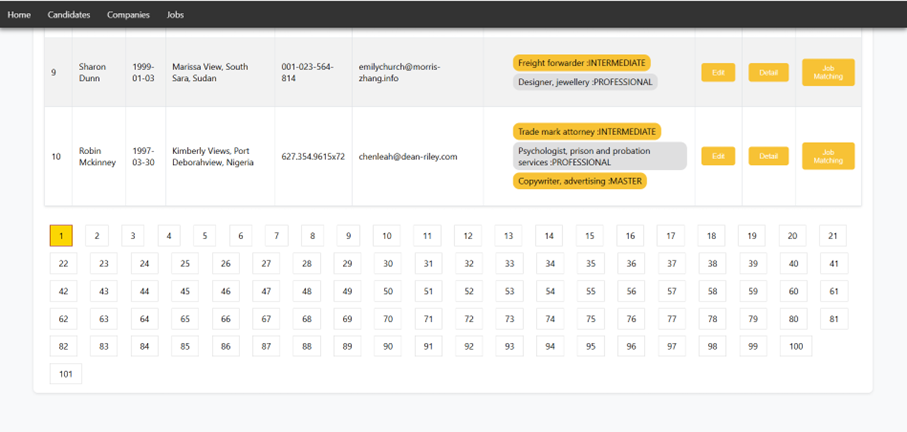 Home Candidates Companies Jobs
9 Sharon Dunn 1999-01-03 Marissa View, South Sara, Sudan 001-023-564-814 emilychurch@morris-zhang.info Freight forwarder :INTERMEDIATE Designer, jewellery :PROFESSIONAL Edit Detail Job Matching
10 Robin Mckinney 1997-03-30 Kimberly Views, Port Deborahview, Nigeria 627.354.9615x72 chenleah@dean-riley.com Trade mark attorney :INTERMEDIATE Psychologist, prison and probation services :PROFESSIONAL Copywriter, advertising :MASTER Edit Detail Job Matching
1 2 3 4 5 6 7 8 9 10 11 12 13 14 15 16 17 18 19 20 21
22 23 24 25 26 27 28 29 30 31 32 33 34 35 36 37 38 39 40 41
42 43 44 45 46 47 48 49 50 51 52 53 54 55 56 57 58 59 60 61
62 63 64 65 66 67 68 69 70 71 72 73 74 75 76 77 78 79 80 81
82 83 84 85 86 87 88 89 90 91 92 93 94 95 96 97 98 99 100
101